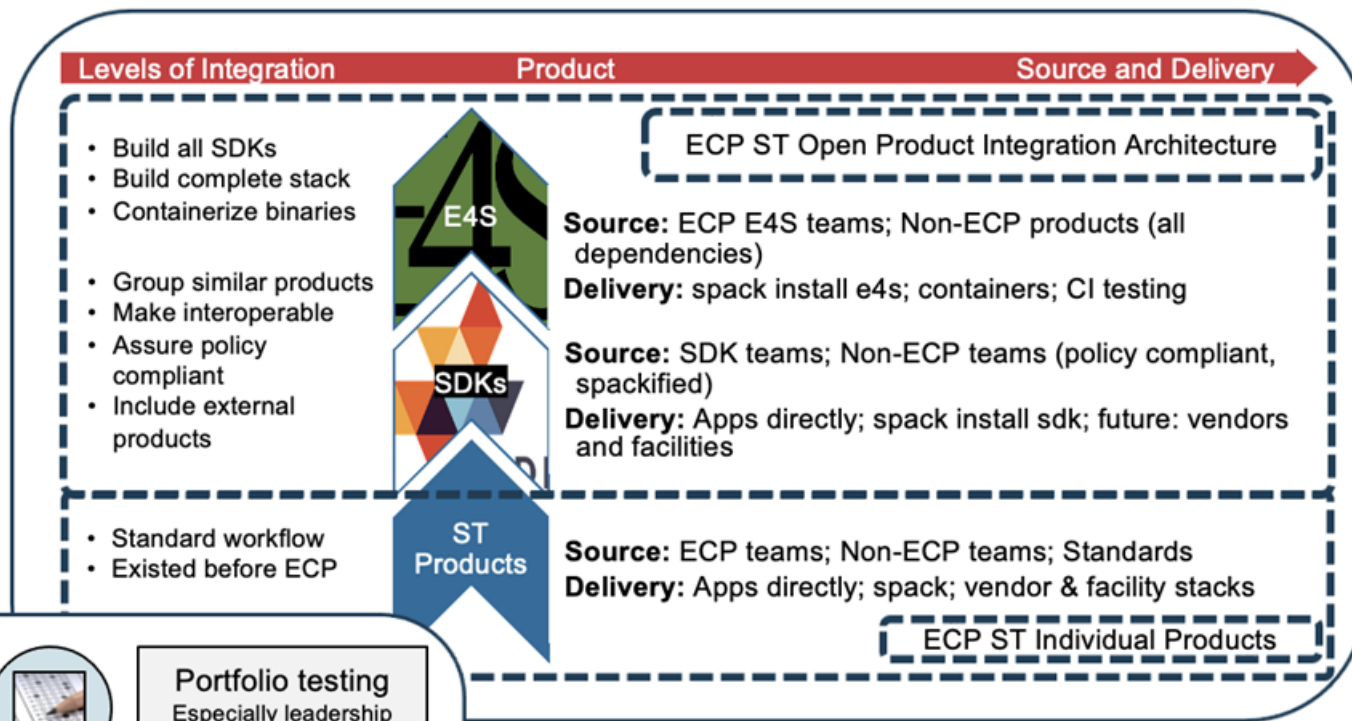 Levels of Integration Product Source and Delivery
ECP ST Open Product Integration Architecture
• Build all SDKs
• Build complete stack
• Containerize binaries
E4S
Source: ECP E4S teams; Non-ECP products (all
dependencies)
Delivery: spack install e4s; containers; CI testing
• Group similar products
• Make interoperable
• Assure policy
compliant
• Include external
products
SDKs
Source: SDK teams; Non-ECP teams (policy compliant,
spackified)
Delivery: Apps directly; spack install sdk; future: vendors
and facilities
• Standard workflow
• Existed before ECP
ST
Products
Source: ECP teams; Non-ECP teams; Standards
Delivery: Apps directly; spack; vendor & facility stacks
ECP ST Individual Products
Portfolio testing
Especially leadership